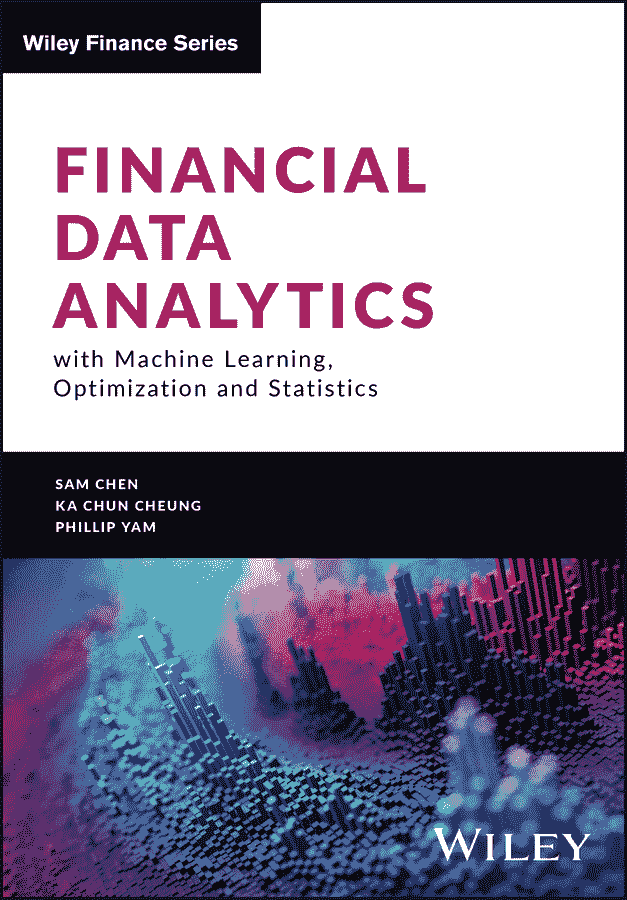 Wiley Finance Series
FINANCIAL
DATA
ANALYTICS
with Machine Learning,
Optimization and Statistics
SAM CHEN
KA CHUN CHEUNG
PHILLIP YAM
WILEY